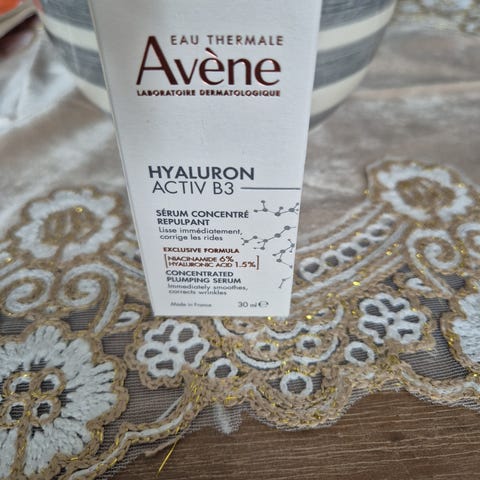 EAU THERMALE
Avène
LABORATOIRE DERMATOLOGIQUE
HYALURON
ACTIV B3
SÉRUM CONCENTRÉ
REPULPANT
Lisse immédiatement,
corrige les rides
EXCLUSIVE FORMULA
NIACINAMIDE 6%
HYALURONIC ACID 1.5%
CONCENTRATED
PLUMPING SERUM
Immediately smoothes,
corrects wrinkles
Made in France 30 ml ℮